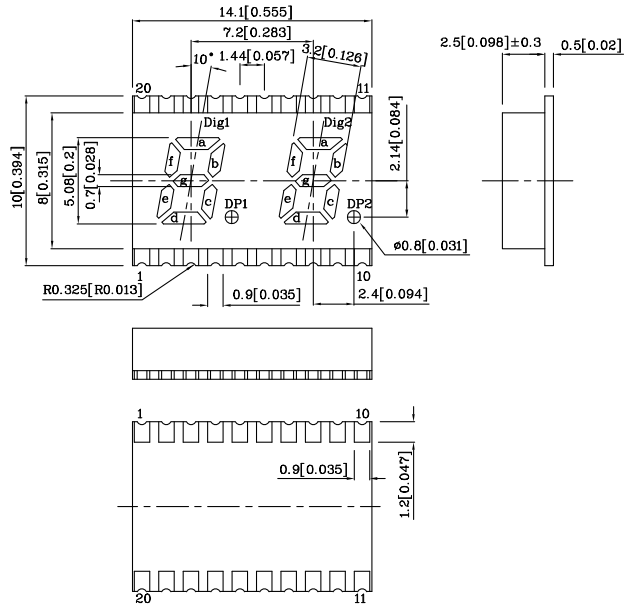 14.1[0.555]
7.2[0.283]
10° 1.44[0.057]
3.2[0.126]
2.5[0.098]±0.3
0.5[0.02]
20
11
Dig1
Dig2
a
a
f
b
f
b
g
g
e
c
e
c
d
d
DP1
DP2
10[0.394]
8[0.315]
5.08[0.2]
0.7[0.028]
2.14[0.084]
ø0.8[0.031]
1
10
R0.325[R0.013]
0.9[0.035]
2.4[0.094]
1
10
0.9[0.035]
1.2[0.047]
20
11